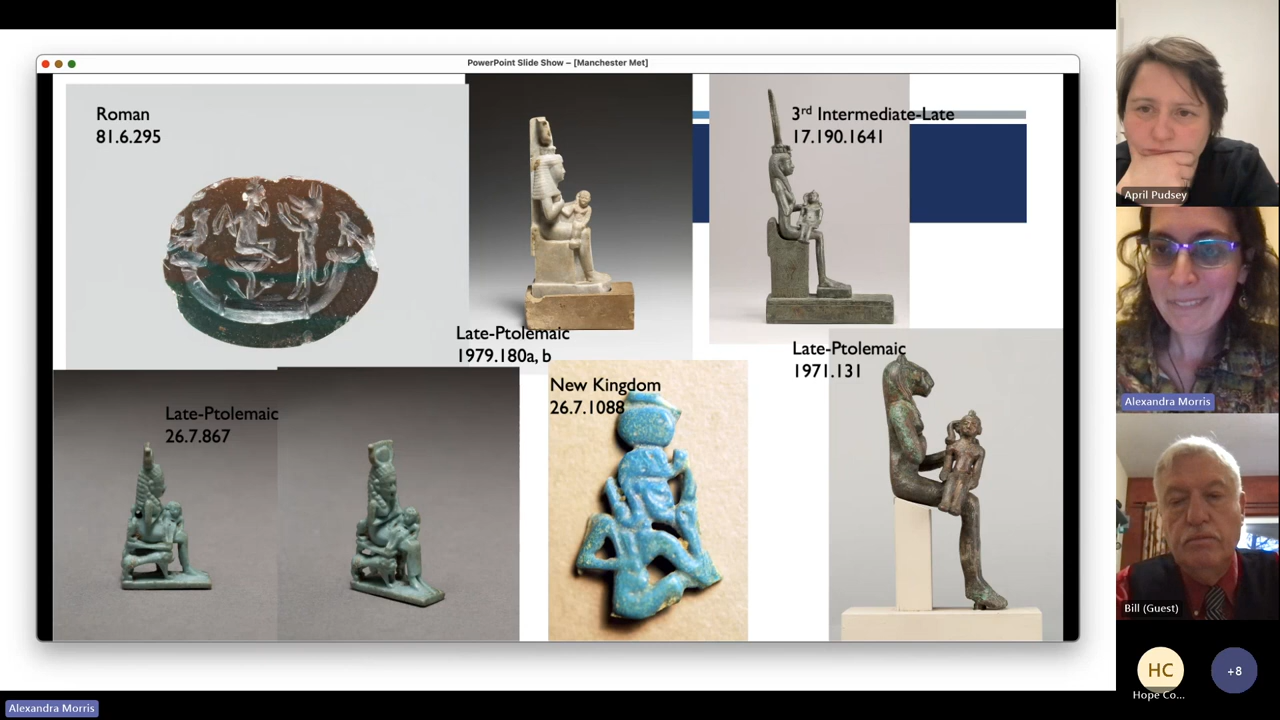 PowerPoint Slide Show – [Manchester Met]
Roman
81.6.295
3rd Intermediate-Late
17.190.1641
Late-Ptolemaic
1979.180a, b
Late-Ptolemaic
1971.131
New Kingdom
26.7.1088
Late-Ptolemaic
26.7.867
April Pudsey
Alexandra Morris
Bill (Guest)
HC
Hope Co...
+8
Alexandra Morris